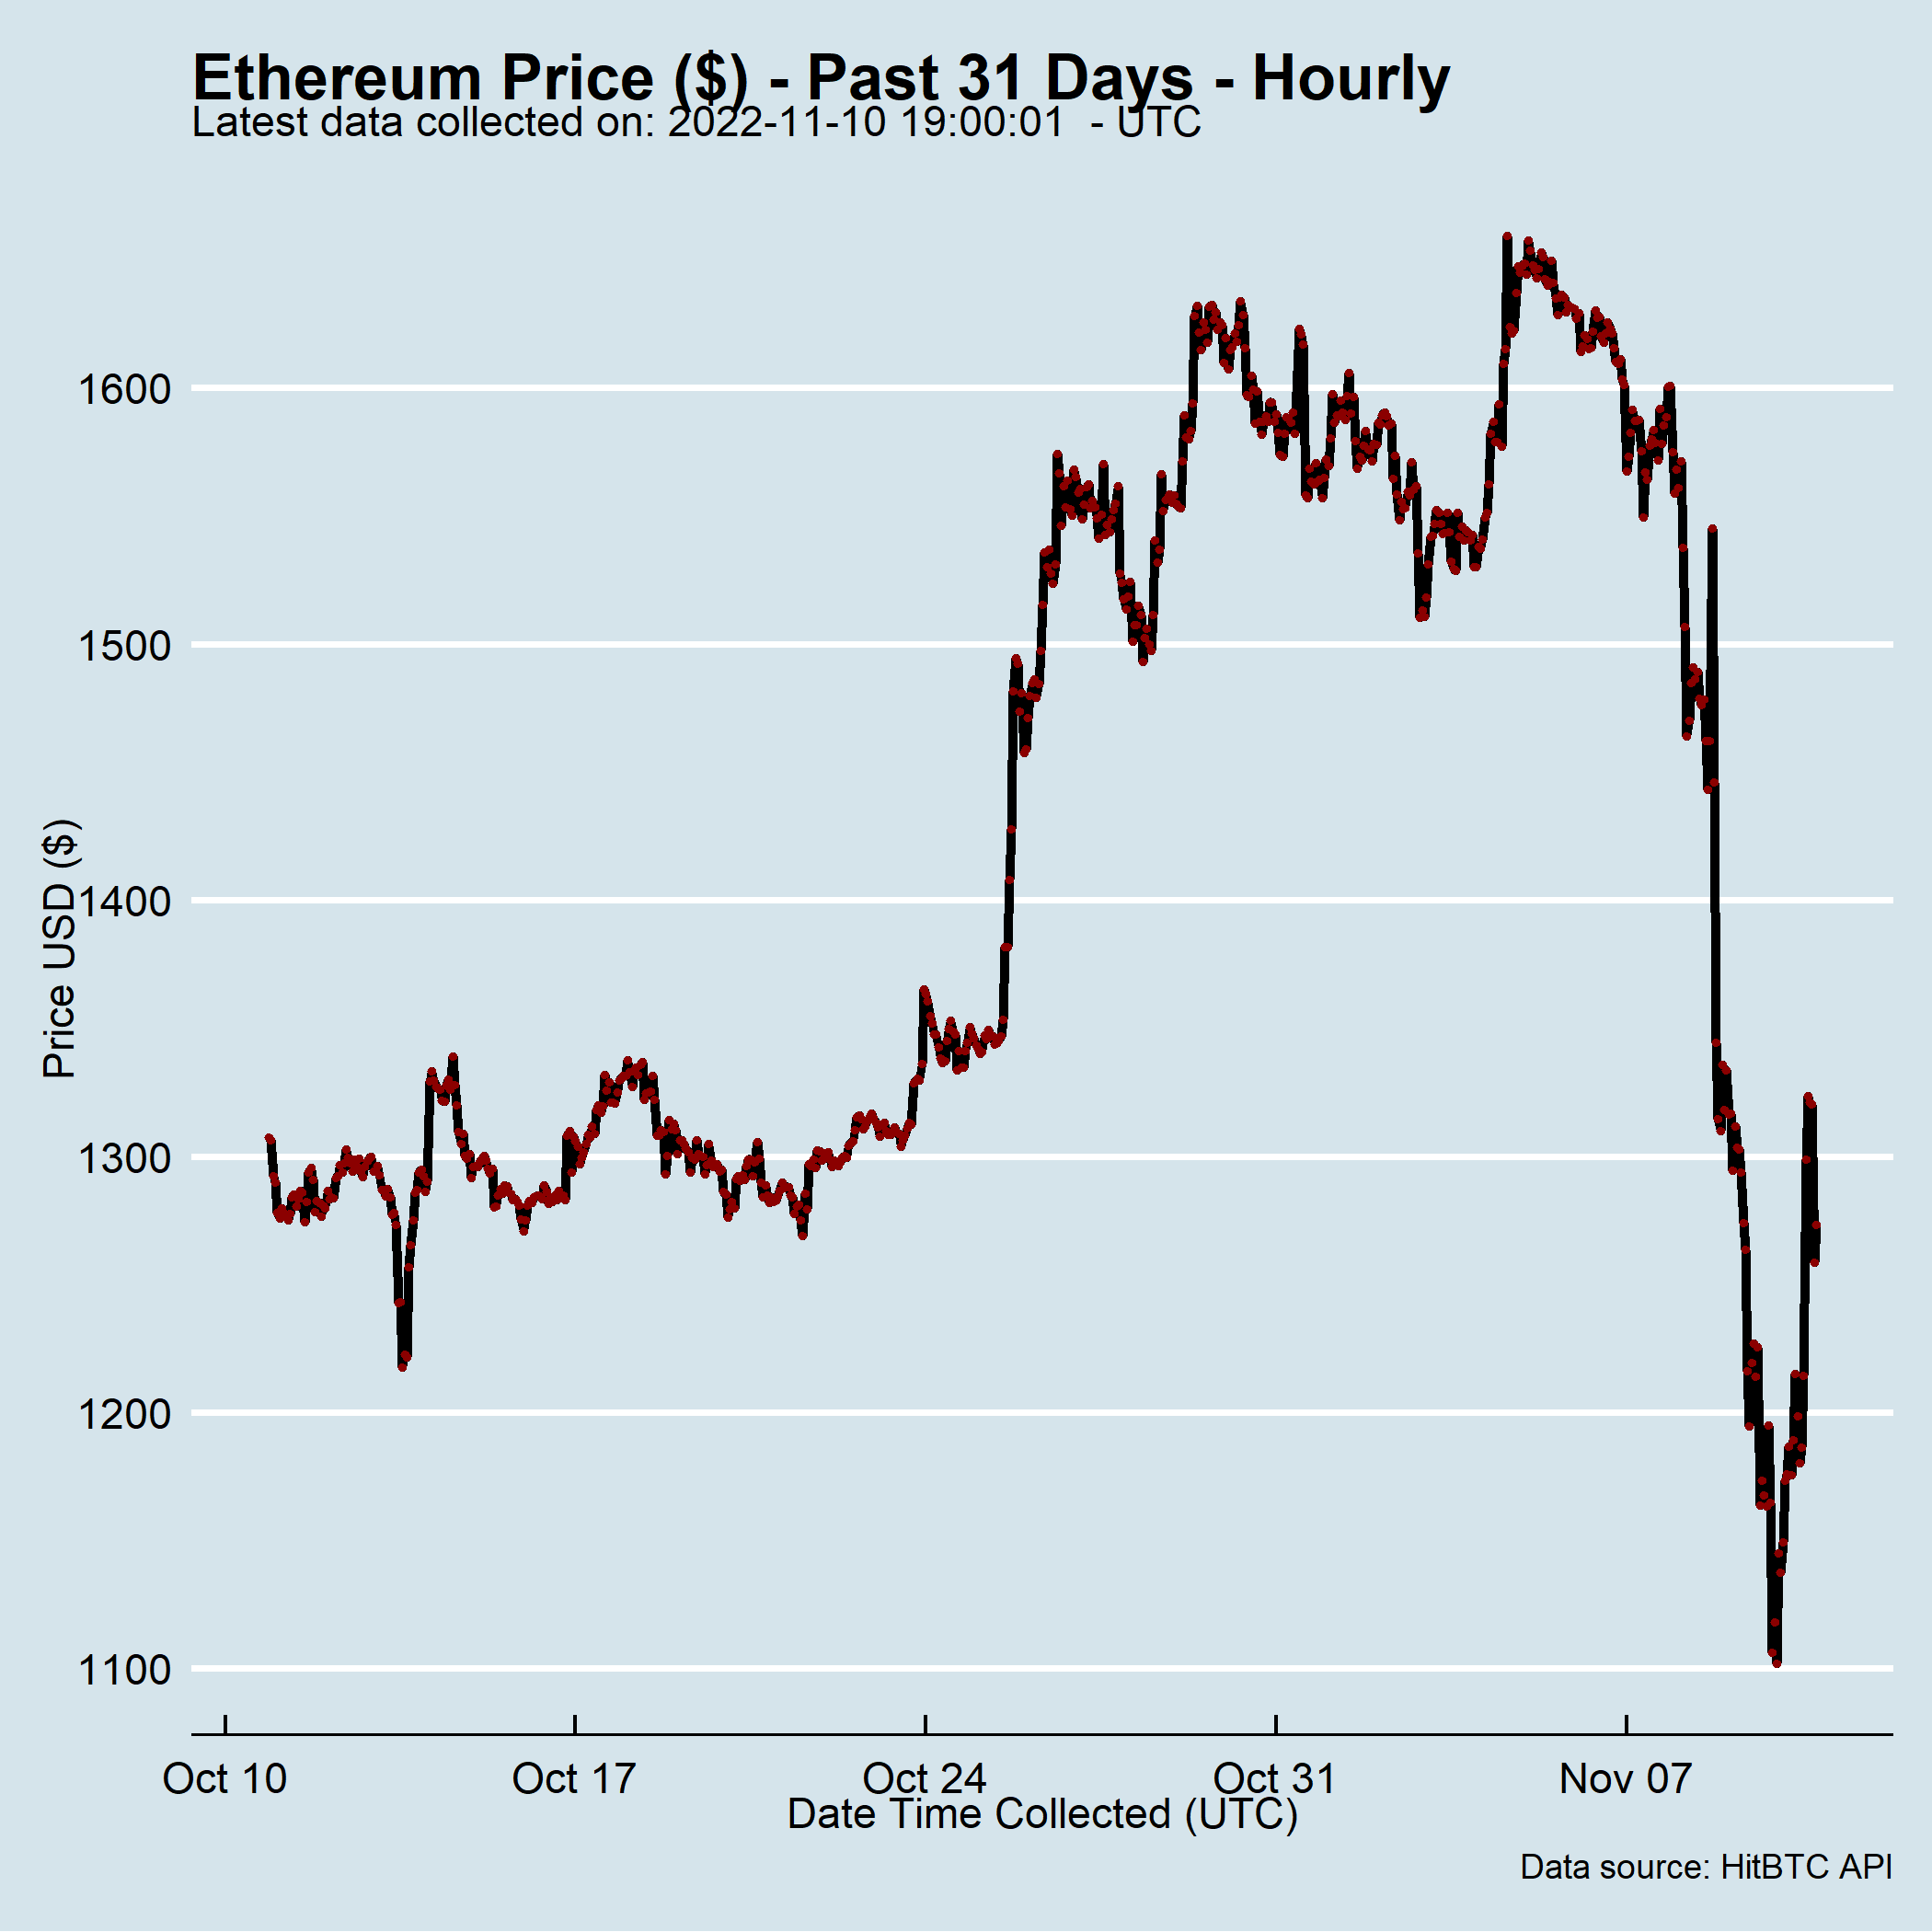 Ethereum Price ($) - Past 31 Days - Hourly
Latest data collected on: 2022-11-10 19:00:01  - UTC
Price USD ($)
1600
1500
1400
1300
1200
1100
Oct 10
Oct 17
Oct 24
Oct 31
Nov 07
Date Time Collected (UTC)
Data source: HitBTC API